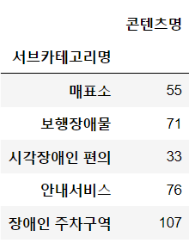 콘텐츠명
서브카테고리명
매표소 55
보행장애물 71
시각장애인 편의 33
안내서비스 76
장애인 주차구역 107